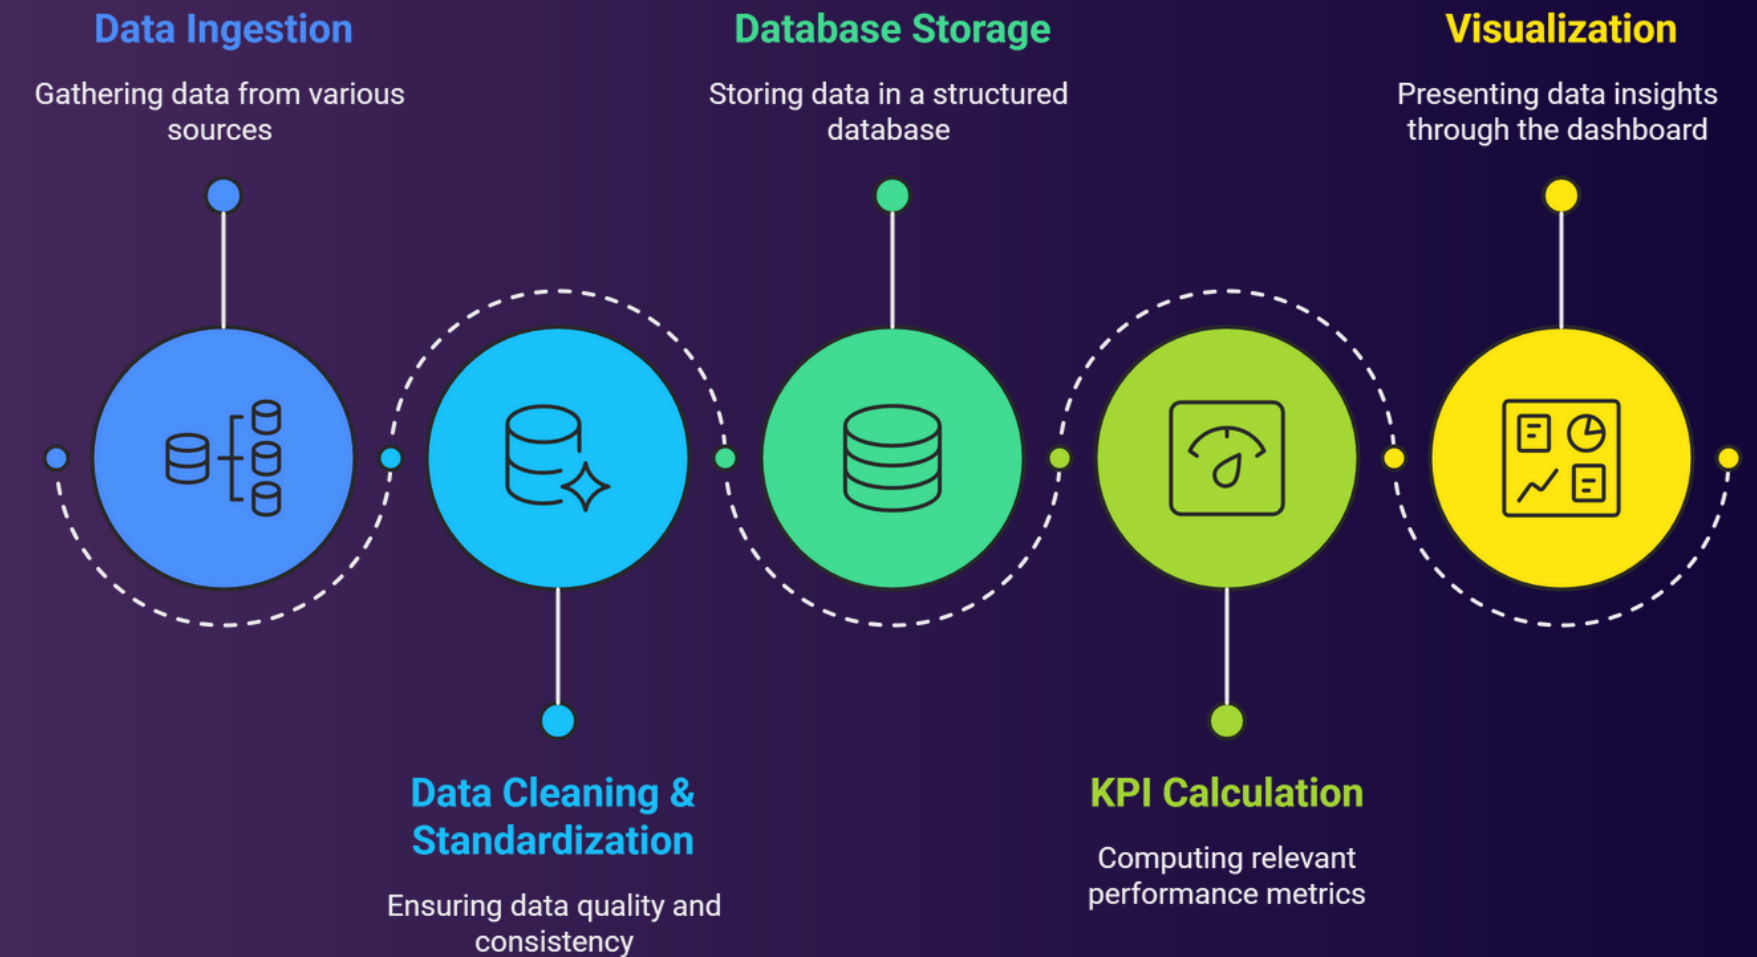 Data Ingestion
Gathering data from various
sources
Data Cleaning &
Standardization
Ensuring data quality and
consistency
Database Storage
Storing data in a structured
database
KPI Calculation
Computing relevant
performance metrics
Visualization
Presenting data insights
through the dashboard